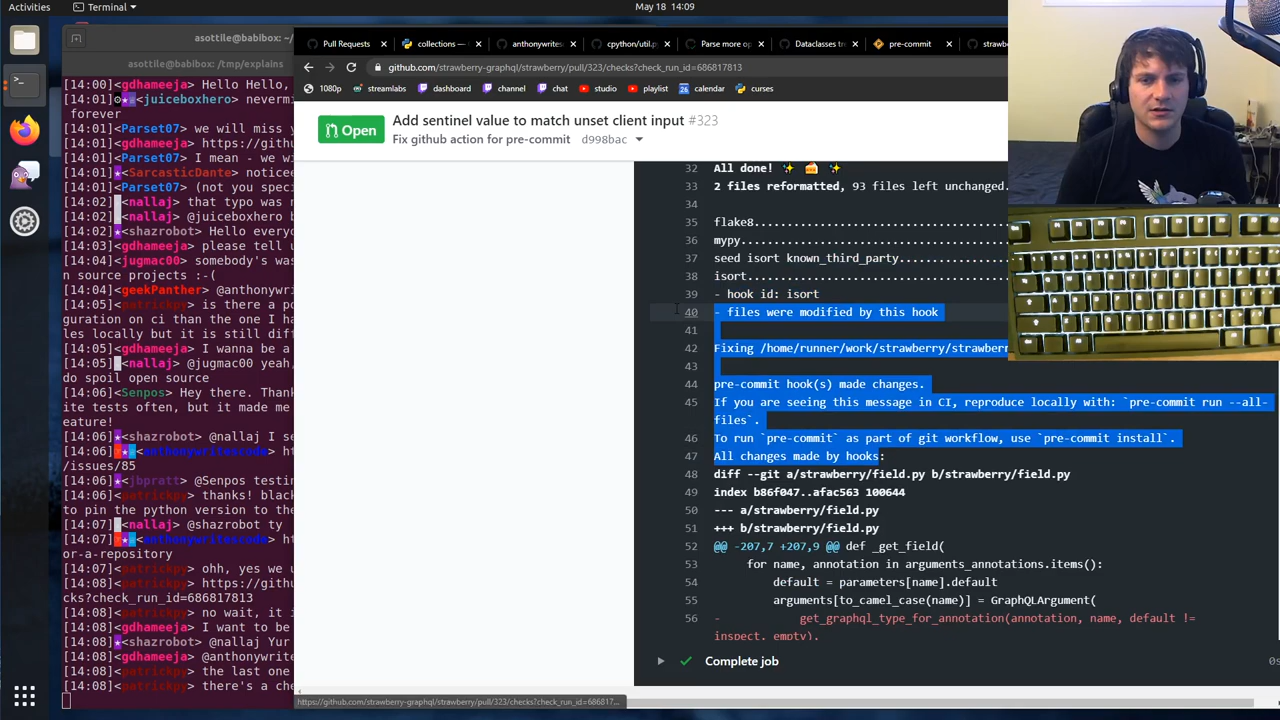 Activities
Terminal
May 18 14:09
asottile@babibox:
asottile@babibox: /tmp/explains
Pull Requests
collections —
anthonywrites
cpython/util.p
Parse more op
Dataclasses tr
pre-commit
strawb
github.com/strawberry-graphql/strawberry/pull/323/checks?check_run_id=686817813
1080p
streamlabs
dashboard
channel
chat
studio
playlist
calendar
curses
Open
Add sentinel value to match unset client input #323
Fix github action for pre-commit d998bac
[14:00]<gdhameeja> Hello Hello,
[14:01]<juiceboxhero> nevermi
forever
[14:01]<Parset07> we will miss y
[14:01]<gdhameeja> https://githu
[14:01]<Parset07> I mean - we wi
[14:01]<SarcasticDante> noticee
[14:01]<Parset07> (not you speci
[14:02]<nallaj> that typo was r
[14:02]<nallaj> @juiceboxhero b
[14:02]<shazrobot> Hello everyo
[14:03]<gdhameeja> please tell u
[14:04]<jugmac00> somebody's was
n source projects :-(
[14:04]<geekPanther> @anthonywri
[14:05]<patrickpy> is there a po
guration on ci than the one I ha
les locally but it is still diff
[14:05]<gdhameeja> I wanna be a
[14:05]<nallaj> @jugmac00 yeah,
do spoil open source
[14:06]<Senpos> Hey there. Thank
ite tests often, but it made me
eature!
[14:06]<shazrobot> @nallaj I se
[14:06]<anthonywritescode> ht
/issues/85
[14:06]<jbpratt> @Senpos testin
[14:06]<patrickpy> thanks! black
to pin the python version to the
[14:07]<nallaj> @shazrobot ty
[14:07]<anthonywritescode> ht
or-a-repository
[14:07]<patrickpy> ohh, yes we u
[14:08]<patrickpy> https://githu
cks?check_run_id=686817813
[14:08]<patrickpy> no wait, it i
[14:08]<gdhameeja> I want to be
[14:08]<shazrobot> @nallaj Yur
[14:08]<gdhameeja> @anthonywrite
[14:08]<patrickpy> the last one
[14:08]<patrickpy> there's a che
32 All done!
33 2 files reformatted, 93 files left unchanged.
34
35 flake8....................................
36 mypy......................................
37 seed isort known_third_party................
38 isort.....................................
39 - hook id: isort
40 - files were modified by this hook
41
42 Fixing /home/runner/work/strawberry/strawber
43
44 pre-commit hook(s) made changes.
45 If you are seeing this message in CI, reproduce locally with: `pre-commit run --all-
files`.
46 To run `pre-commit` as part of git workflow, use `pre-commit install`.
47 All changes made by hooks:
48 diff --git a/strawberry/field.py b/strawberry/field.py
49 index b86f047..afac563 100644
50 --- a/strawberry/field.py
51 +++ b/strawberry/field.py
52 @@ -207,7 +207,9 @@ def _get_field(
53 for name, annotation in arguments_annotations.items():
54 default = parameters[name].default
55 arguments[to_camel_case(name)] = GraphQLArgument(
56 - get_graphql_type_for_annotation(annotation, name, default !=
inspect._empty).
Complete job
0s
https://github.com/strawberry-graphql/strawberry/pull/323/checks?check_run_id=686817...